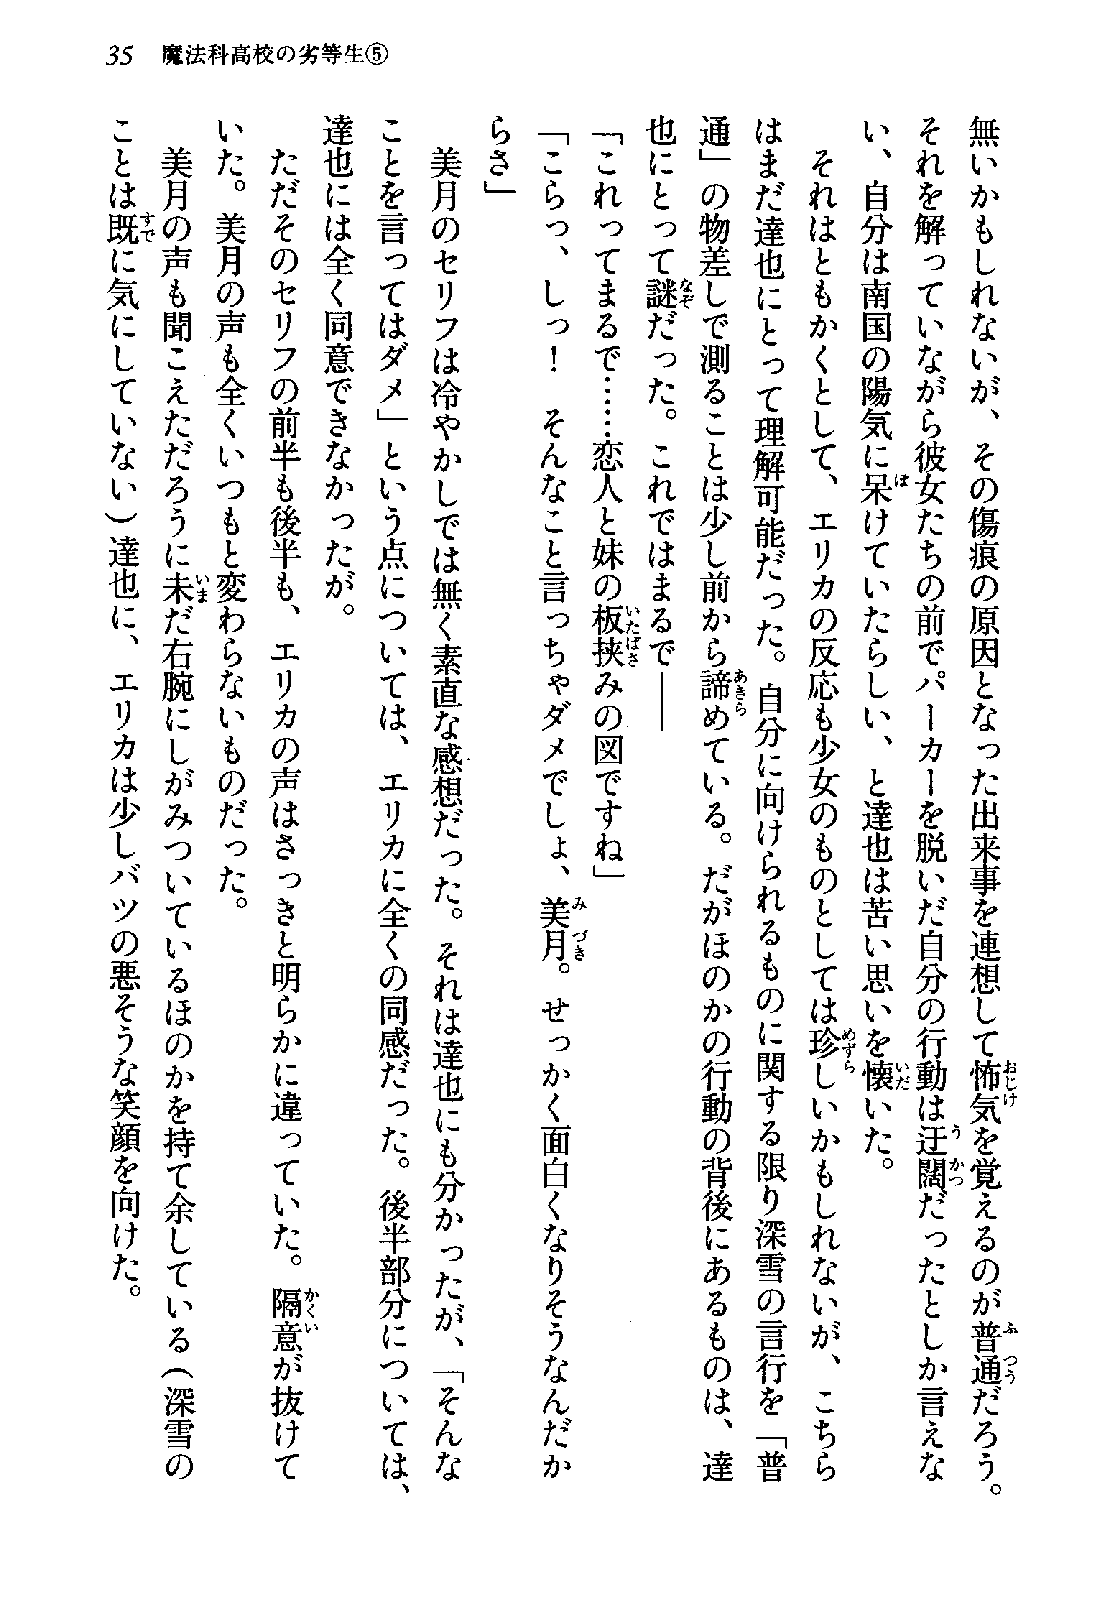 35　魔法科高校の劣等生⑤
無いかもしれないが、その傷痕の原因となった出来事を連想して怖気を覚えるのが普通だろう。
それを解っていながら彼女たちの前でパーカーを脱いだ自分の行動は迂闊だったとしか言えな
い、自分は南国の陽気に呆けていたらしい、と達也は苦い思いを懐いた。
　それはともかくとして、エリカの反応も少女のものとしては珍しいかもしれないが、こちら
はまだ達也にとって理解可能だった。自分に向けられるものに関する限り深雪の言行を「普
通」の物差しで測ることは少し前から諦めている。だがほのかの行動の背後にあるものは、達
也にとって謎だった。これではまるで――
「これってまるで……恋人と妹の板挟みの図ですね」
「こらっ、しっ！　そんなこと言っちゃダメでしょ、美月。せっかく面白くなりそうなんだか
らさ」
　美月のセリフは冷やかしでは無く素直な感想だった。それは達也にも分かったが、「そんな
ことを言ってはダメ」という点については、エリカに全くの同感だった。後半部分については、
達也には全く同意できなかったが。
　ただそのセリフの前半も後半も、エリカの声はさっきと明らかに違っていた。隔意が抜けて
いた。美月の声も全くいつもと変わらないものだった。
　美月の声も聞こえただろうに未だ右腕にしがみついているほのかを持て余している（深雪の
ことは既に気にしていない）達也に、エリカは少しバツの悪そうな笑顔を向けた。